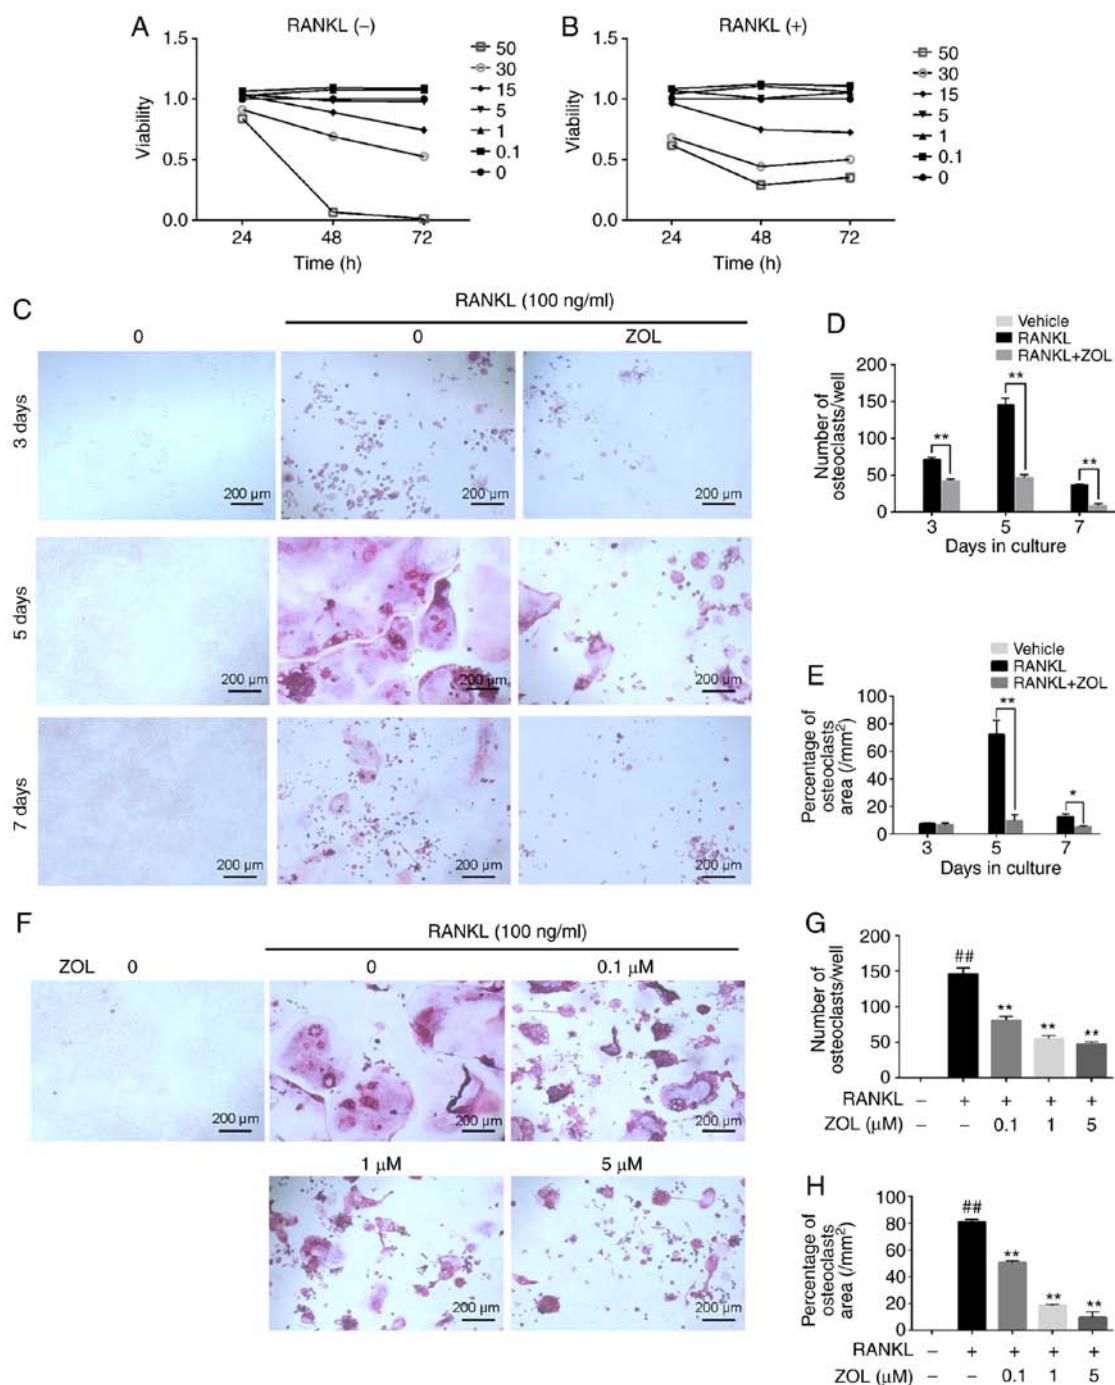 A
RANKL (–)
1.5
1.0
0.5
0.0
Viability
24
48
72
Time (h)
50
30
15
5
1
0.1
0
B
RANKL (+)
1.5
1.0
0.5
0.0
Viability
24
48
72
Time (h)
50
30
15
5
1
0.1
0
C
RANKL (100 ng/ml)
0
0
ZOL
3 days
200 µm
200 µm
200 µm
5 days
200 µm
200 µm
200 µm
7 days
200 µm
200 µm
200 µm
D
Vehicle
RANKL
RANKL+ZOL
Number of
osteoclasts/well
200
150
100
50
0
**
**
**
3
5
7
Days in culture
E
Vehicle
RANKL
RANKL+ZOL
Percentage of
osteoclasts
area (/mm²)
100
80
60
40
20
0
**
*
3
5
7
Days in culture
F
RANKL (100 ng/ml)
ZOL 0
0
0.1 µM
200 µm
200 µm
200 µm
1 µM
5 µM
200 µm
200 µm
G
Number of
osteoclasts/well
200
150
100
50
0
##
**
**
**
RANKL – + + + +
ZOL (µM) – – 0.1 1 5
H
Percentage of
osteoclasts
area (/mm²)
100
80
60
40
20
0
##
**
**
**
RANKL – + + + +
ZOL (µM) – – 0.1 1 5